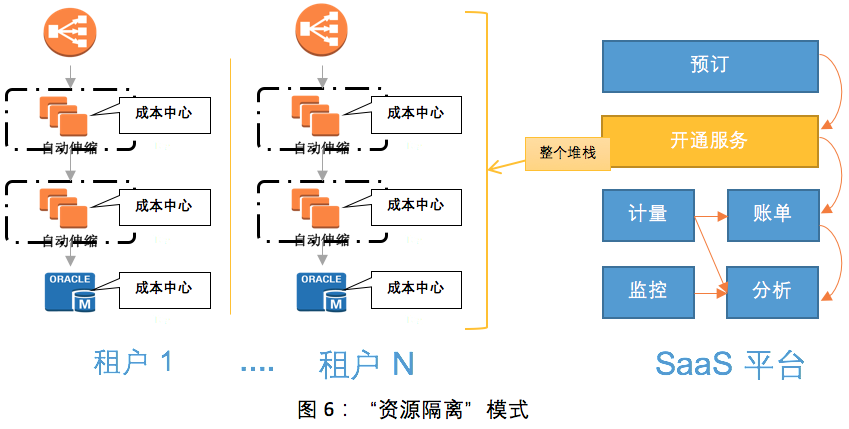 成本中心
自动伸缩
成本中心
自动伸缩
ORACLE
M
成本中心
租户 1
....
成本中心
自动伸缩
成本中心
自动伸缩
ORACLE
M
成本中心
租户 N
整个堆栈
预订
开通服务
计量
账单
监控
分析
SaaS 平台
图 6： “资源隔离” 模式